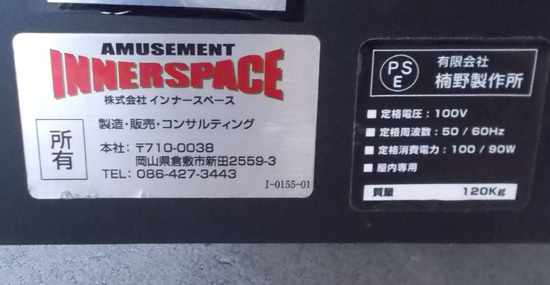 AMUSEMENT
INNERSPACE
株式会社 インナースペース
製造・販売・コンサルティング
所有
本社：〒710-0038
岡山県倉敷市新田2559-3
TEL：086-427-3443
I-0155-01
PSE
有限会社
楠野製作所
■ 定格電圧：100V
■ 定格周波数：50/60Hz
■ 定格消費電力：100/90W
■ 屋内専用
質量 120Kg